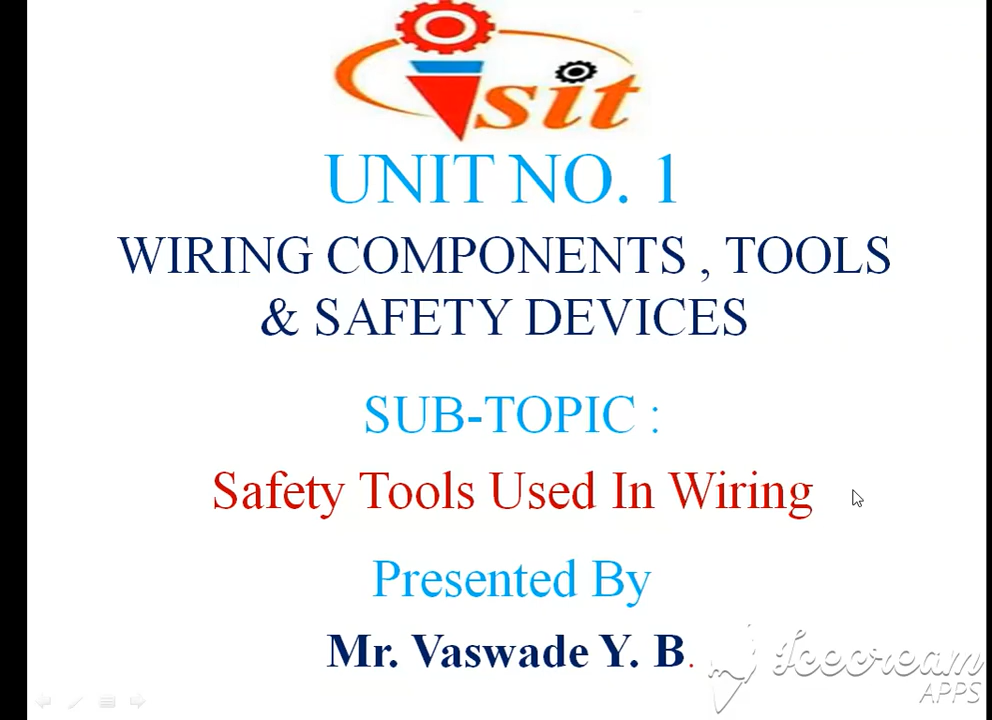 isit
UNIT NO. 1
WIRING COMPONENTS , TOOLS
& SAFETY DEVICES
SUB-TOPIC :
Safety Tools Used In Wiring
Presented By
Mr. Vaswade Y. B.
Icecream
APPS